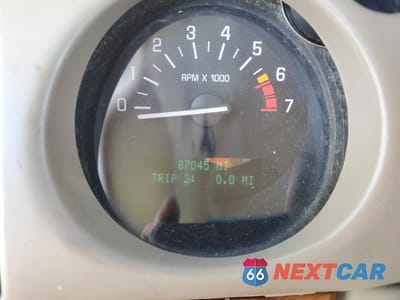 0 1 2 3 4 5 6 7
RPM X 1000
87045 MI
TRIP 2: 0.0 MI
66 NEXTCAR